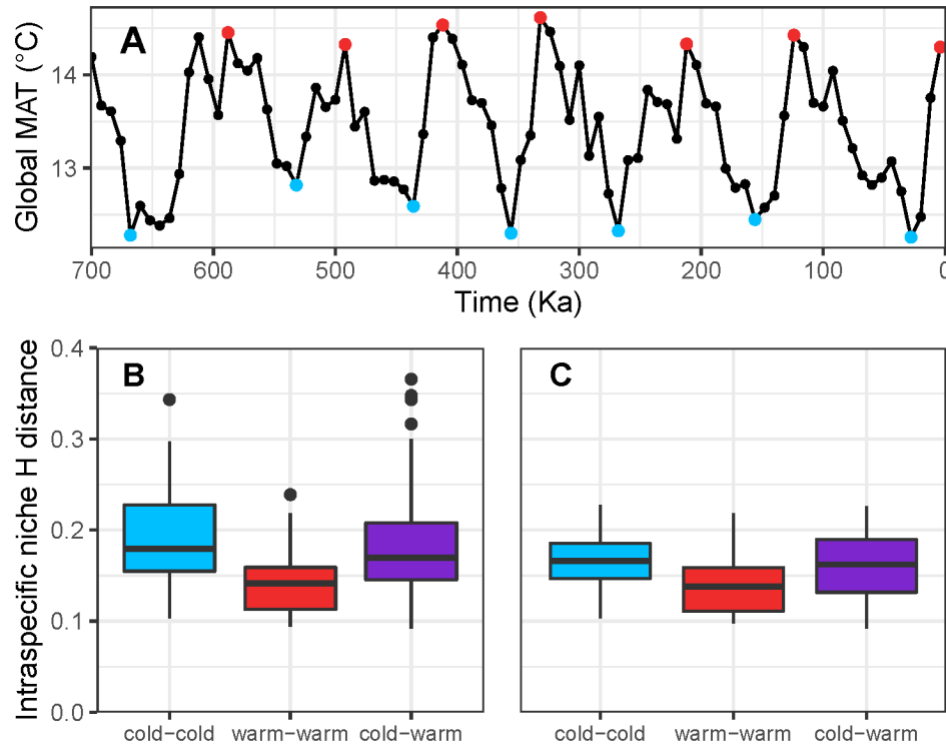 A
Global MAT (°C)
14
13
700 600 500 400 300 200 100 0
Time (Ka)
Intraspecific niche H distance
0.4
0.3
0.2
0.1
0.0
B
C
cold-cold warm-warm cold-warm
cold-cold warm-warm cold-warm